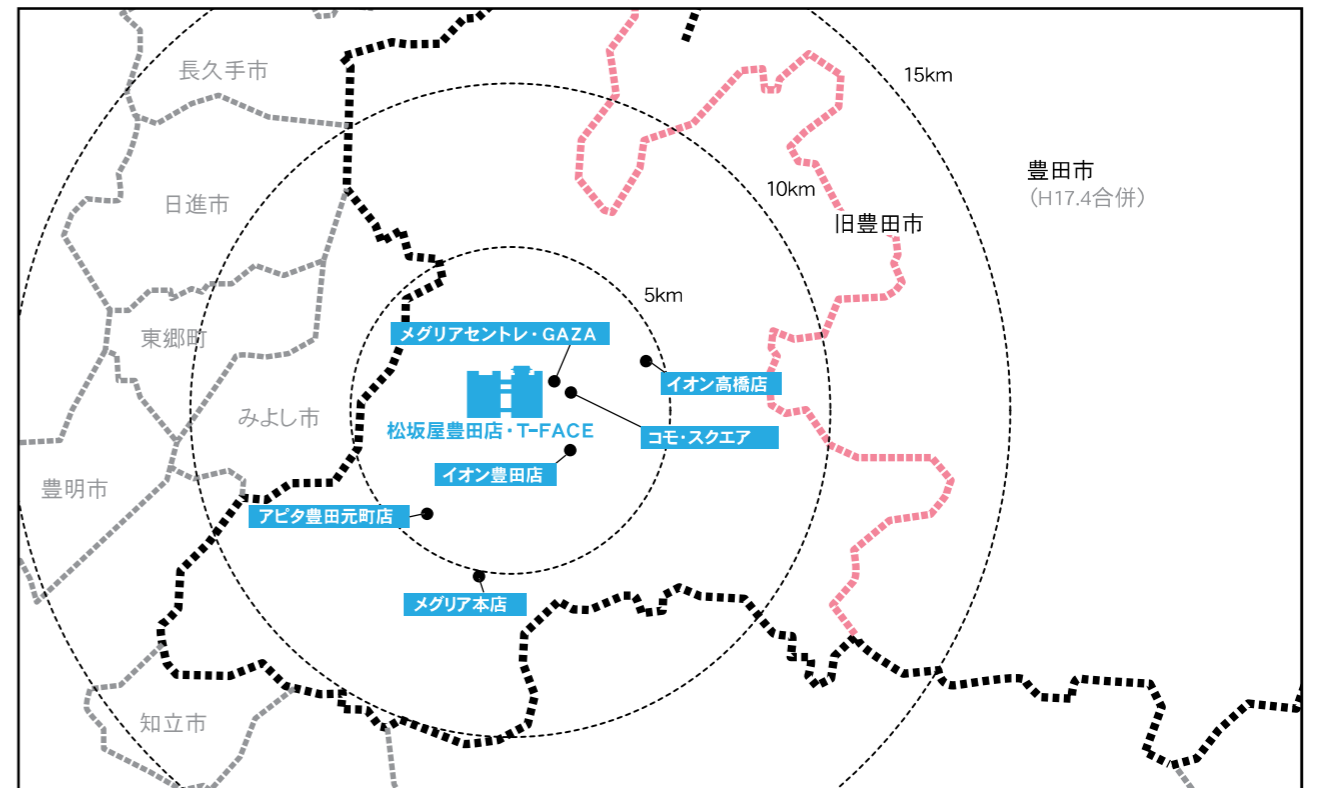 長久手市
15km
豊田市
（H17.4合併）
10km
日進市
旧豊田市
5km
東郷町
メグリアセントレ・GAZA
イオン高橋店
みよし市
松坂屋豊田店・T-FACE
コモ・スクエア
イオン豊田店
豊明市
アピタ豊田元町店
メグリア本店
知立市